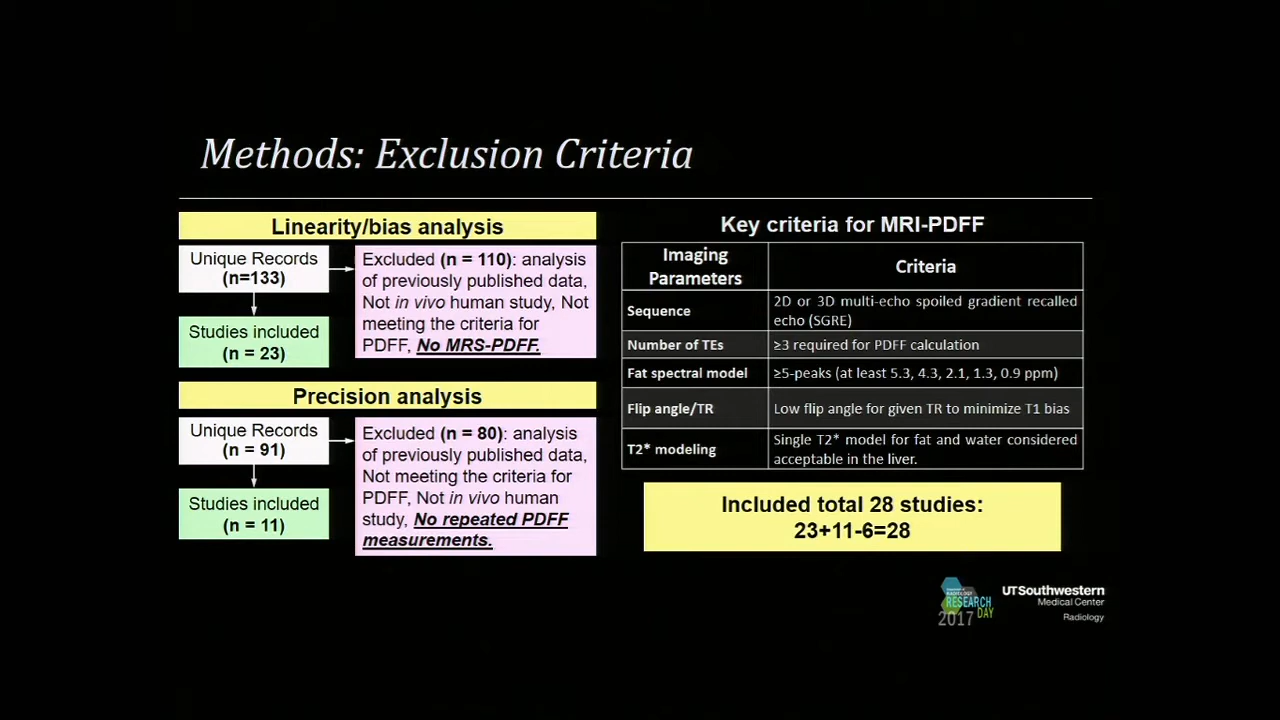 Methods: Exclusion Criteria
Linearity/bias analysis
Unique Records
(n=133)
Studies included
(n = 23)
Excluded (n = 110): analysis
of previously published data,
Not in vivo human study, Not
meeting the criteria for
PDFF, No MRS-PDFF.
Precision analysis
Unique Records
(n = 91)
Studies included
(n = 11)
Excluded (n = 80): analysis
of previously published data,
Not meeting the criteria for
PDFF, Not in vivo human
study, No repeated PDFF
measurements.
Key criteria for MRI-PDFF
Imaging
Parameters
Criteria
Sequence
2D or 3D multi-echo spoiled gradient recalled
echo (SGRE)
Number of TEs
≥3 required for PDFF calculation
Fat spectral model
≥5-peaks (at least 5.3, 4.3, 2.1, 1.3, 0.9 ppm)
Flip angle/TR
Low flip angle for given TR to minimize T1 bias
T2* modeling
Single T2* model for fat and water considered
acceptable in the liver.
Included total 28 studies:
23+11-6=28
RADIOLOGY
RESEARCH
DAY
2017
UTSouthwestern
Medical Center
Radiology